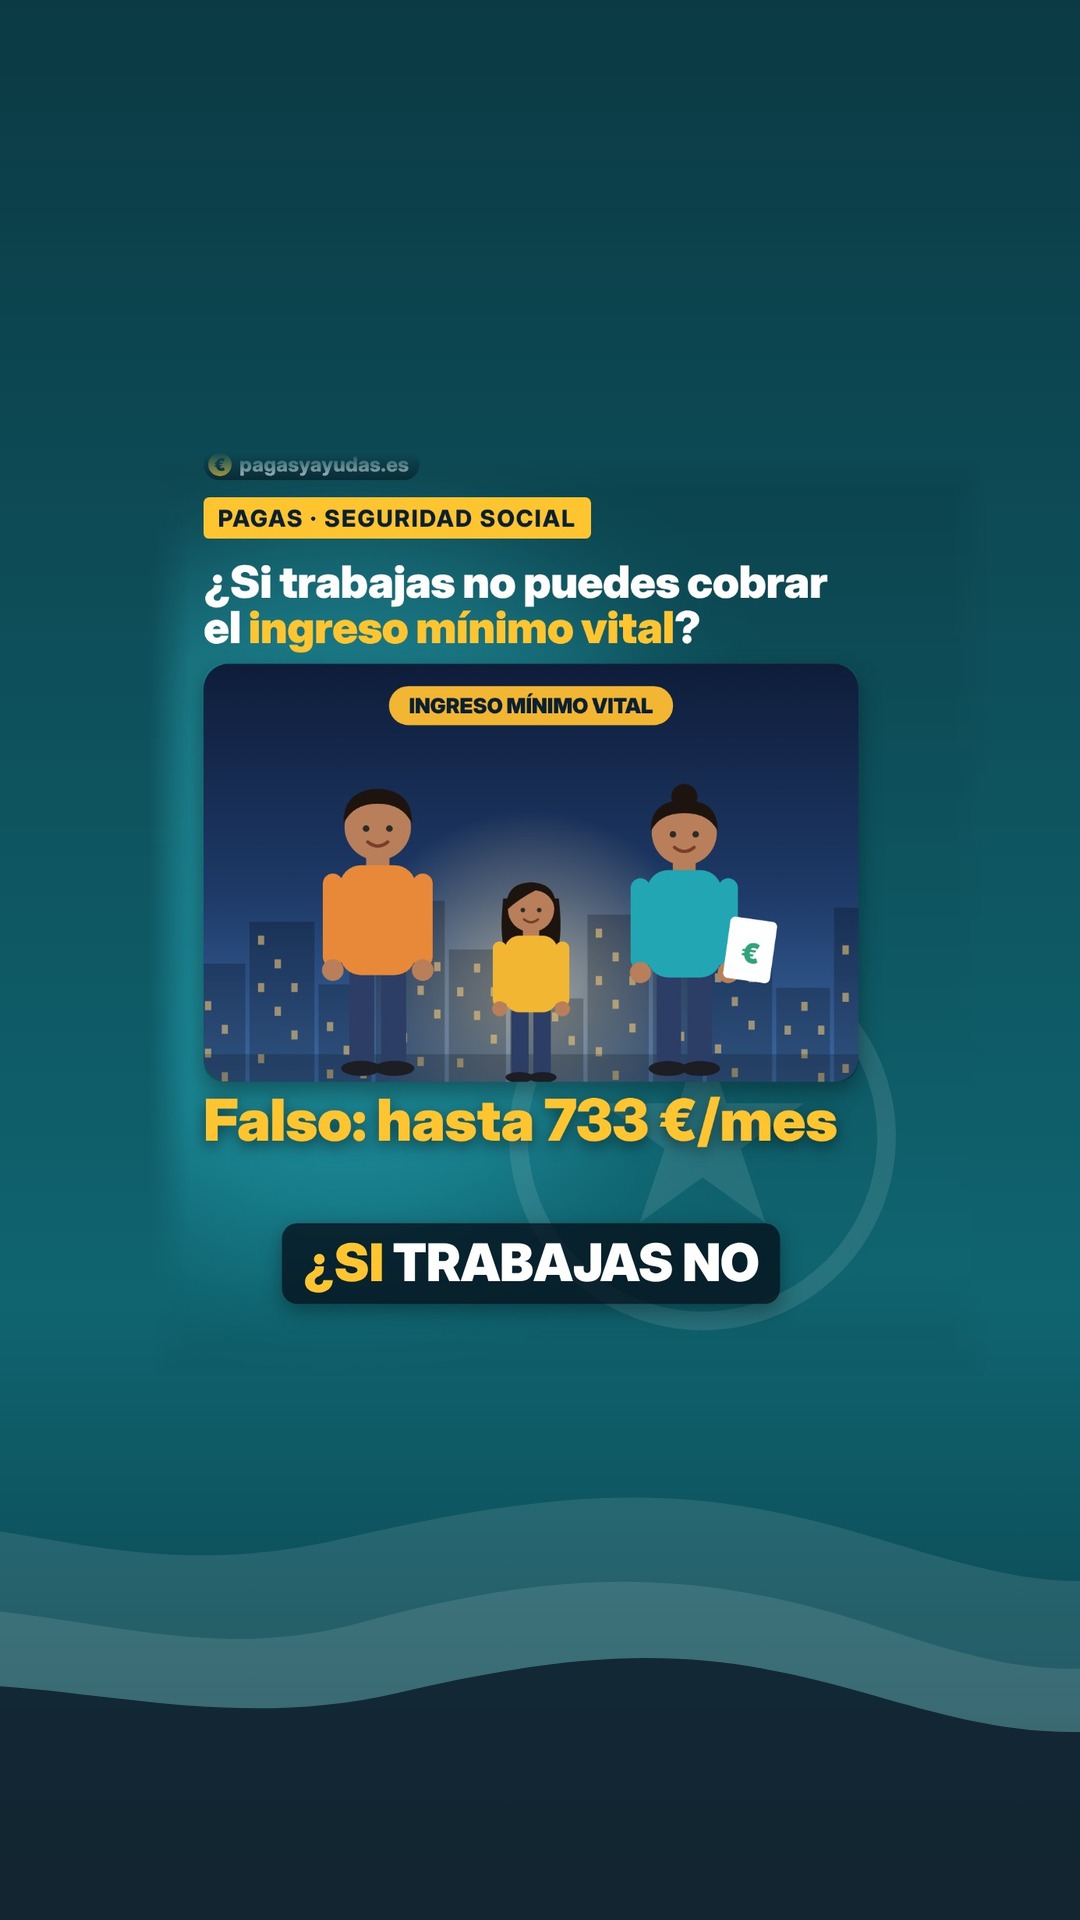 € pagasyayudas.es
PAGAS · SEGURIDAD SOCIAL
¿Si trabajas no puedes cobrar
el ingreso mínimo vital?
INGRESO MÍNIMO VITAL
€
Falso: hasta 733 €/mes
¿SI TRABAJAS NO